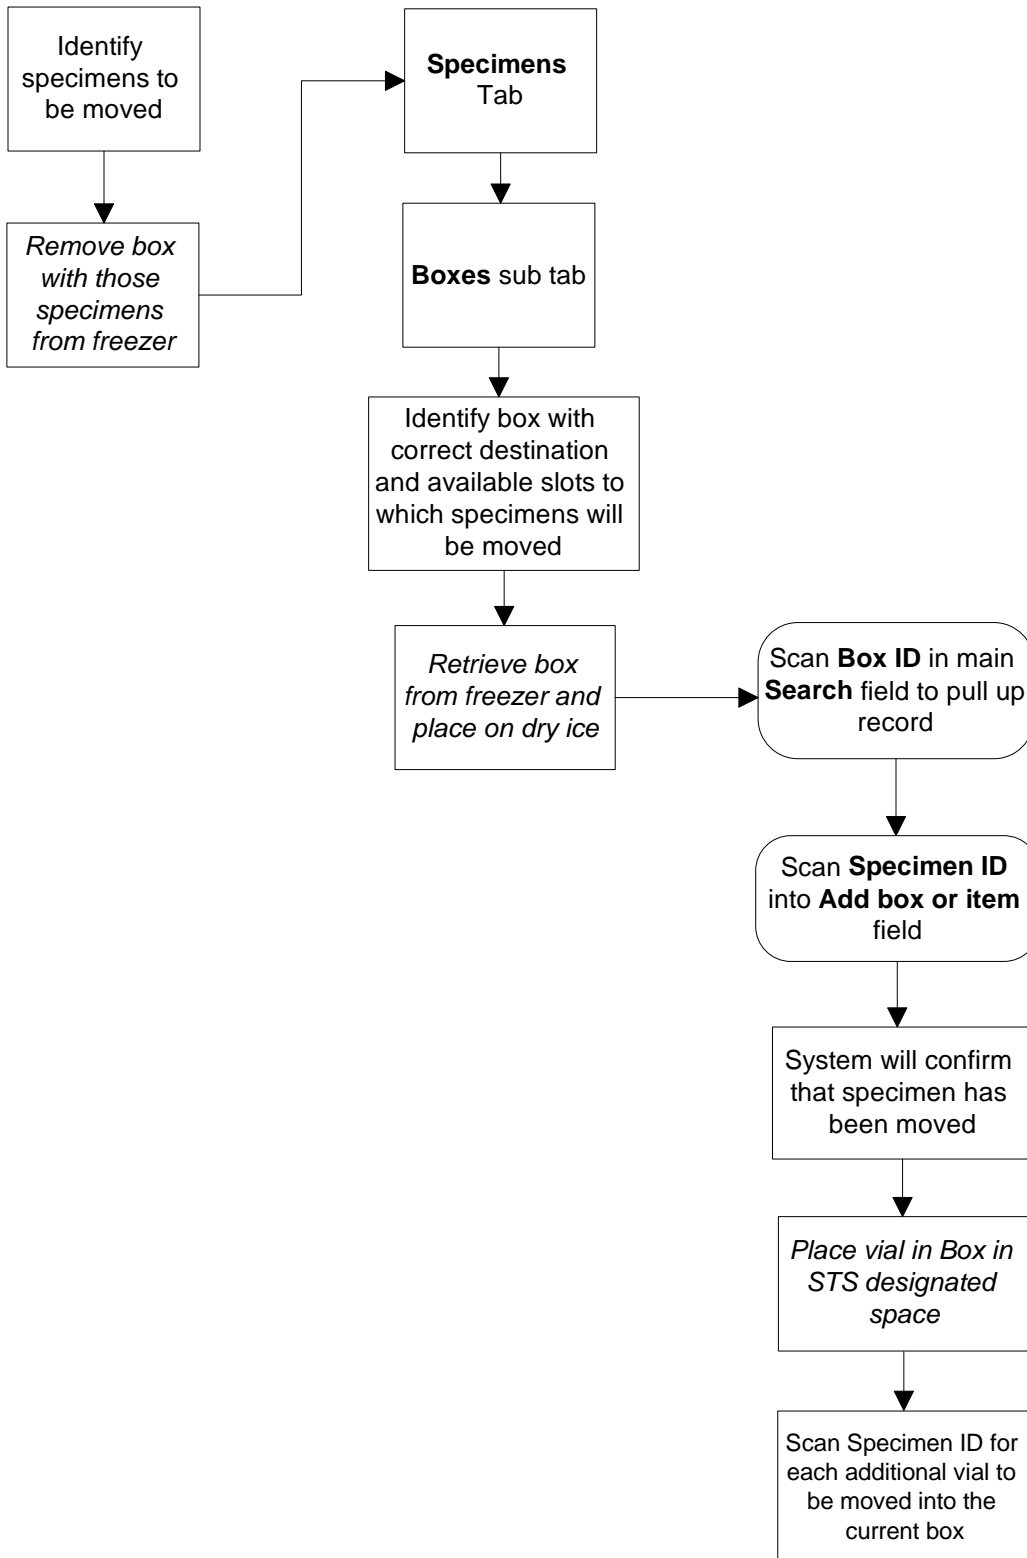 Identify
specimens to
be moved
Remove box
with those
specimens
from freezer
Specimens
Tab
Boxes sub tab
Identify box with
correct destination
and available slots to
which specimens will
be moved
Retrieve box
from freezer and
place on dry ice
Scan Box ID in main
Search field to pull up
record
Scan Specimen ID
into Add box or item
field
System will confirm
that specimen has
been moved
Place vial in Box in
STS designated
space
Scan Specimen ID for
each additional vial to
be moved into the
current box